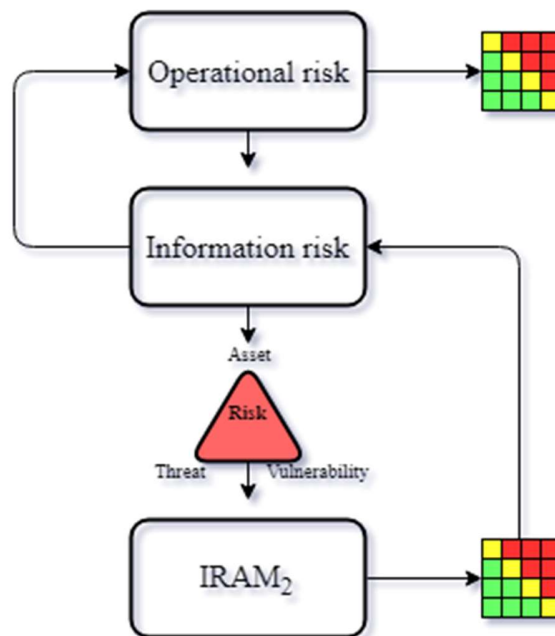 Operational risk
Information risk
Asset
Risk
Threat Vulnerability
IRAM₂